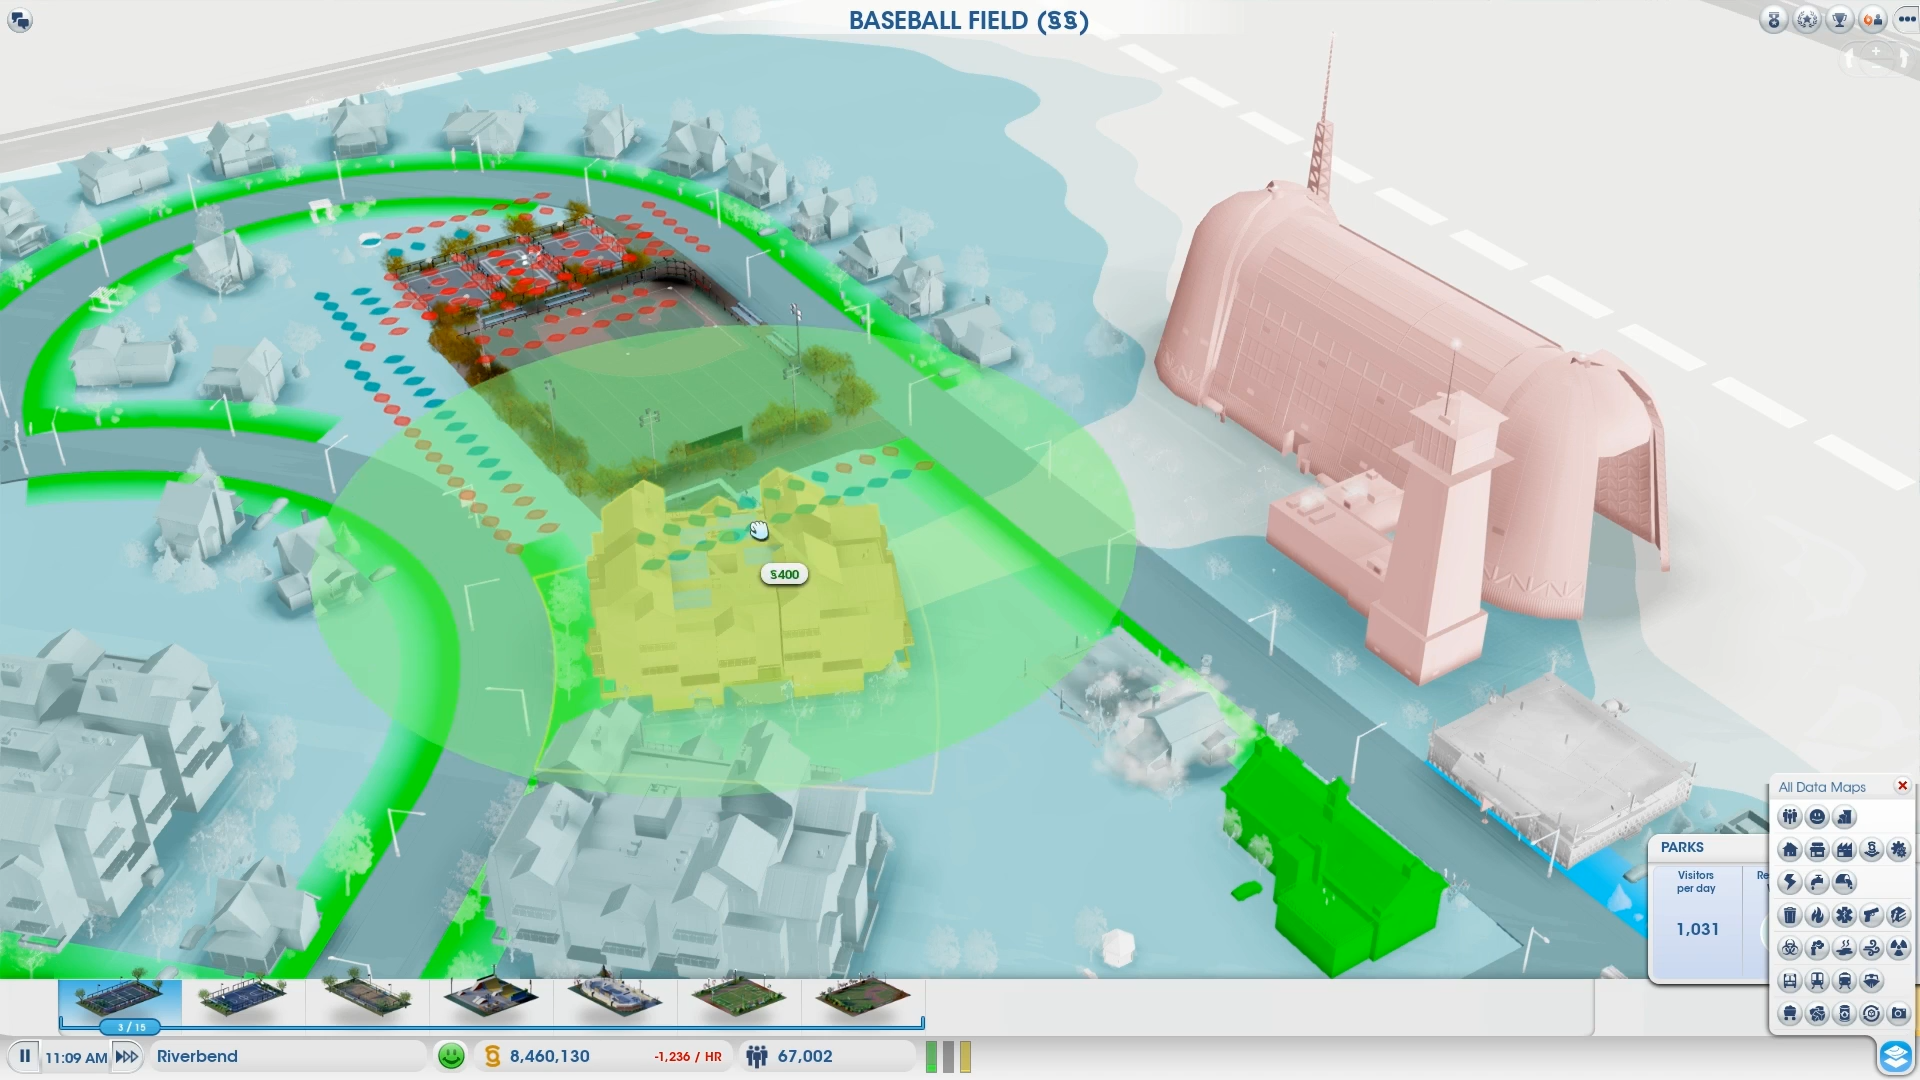 BASEBALL FIELD (§§)
§400
All Data Maps
PARKS
Visitors
per day
Re
1,031
3 / 15
11:09 AM
Riverbend
8,460,130
-1,236 / HR
67,002